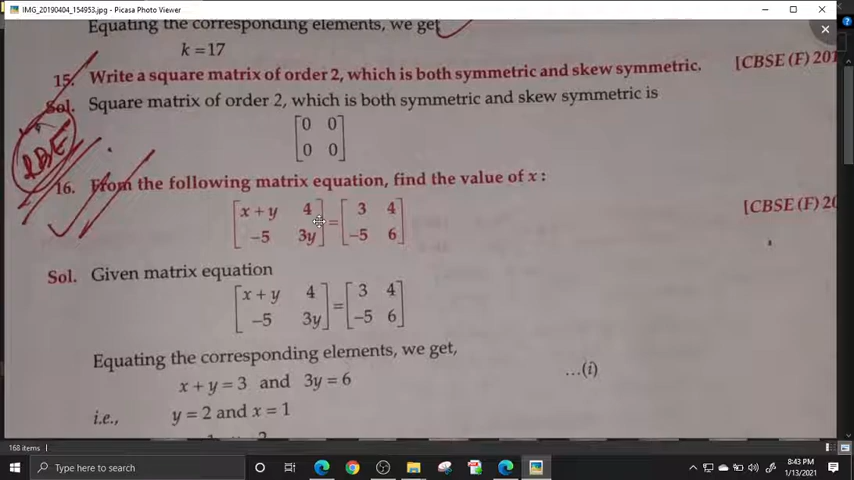 IMG_20190404_154953.jpg - Picasa Photo Viewer
Equating the corresponding elements, we get
k = 17
15. Write a square matrix of order 2, which is both symmetric and skew symmetric. [CBSE (F) 201
Sol. Square matrix of order 2, which is both symmetric and skew symmetric is
[0 0
0 0]
16. From the following matrix equation, find the value of x :
[x + y 4
-5 3y] = [3 4
-5 6]
[CBSE (F) 20
Sol. Given matrix equation
[x + y 4
-5 3y] = [3 4
-5 6]
Equating the corresponding elements, we get,
x + y = 3 and 3y = 6 ...(i)
i.e., y = 2 and x = 1
168 items
Type here to search
8:43 PM
1/13/2021